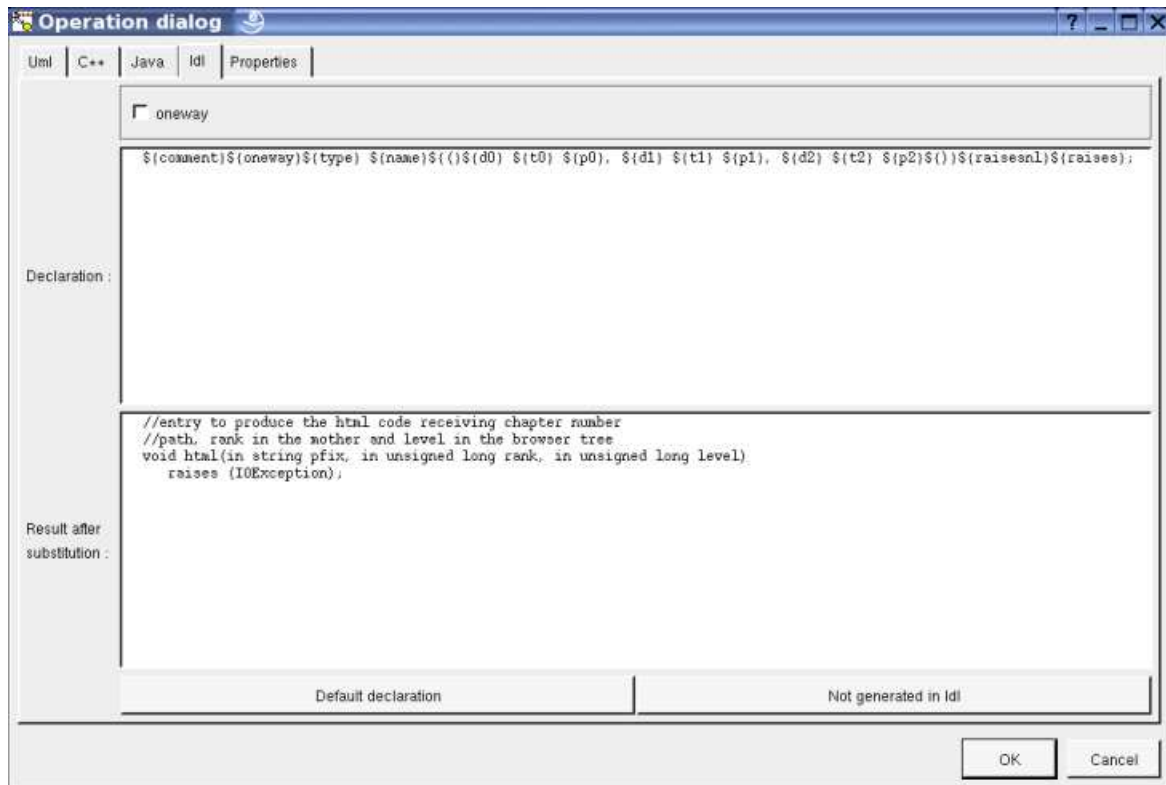 Operation dialog
Uml C++ Java Idl Properties
oneway
Declaration :
${comment}${oneway}${type} ${name}${(}${d0} ${t0} ${p0}, ${d1} ${t1} ${p1}, ${d2} ${t2} ${p2}${)}${raisesnl}${raises};
Result after
substitution :
//entry to produce the html code receiving chapter number
//path, rank in the mother and level in the browser tree
void html(in string pfix, in unsigned long rank, in unsigned long level)
raises (IOException);
Default declaration Not generated in Idl
OK Cancel